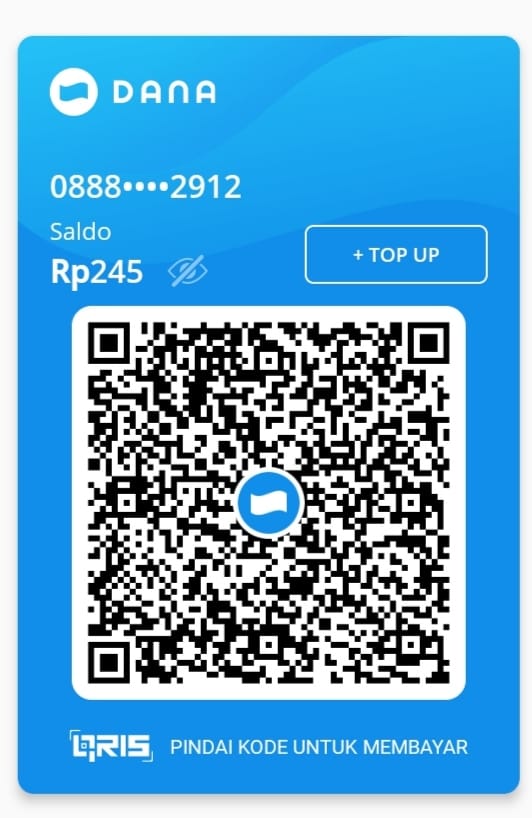 DANA
0888••••2912
Saldo
Rp245
+ TOP UP
QRIS PINDAI KODE UNTUK MEMBAYAR